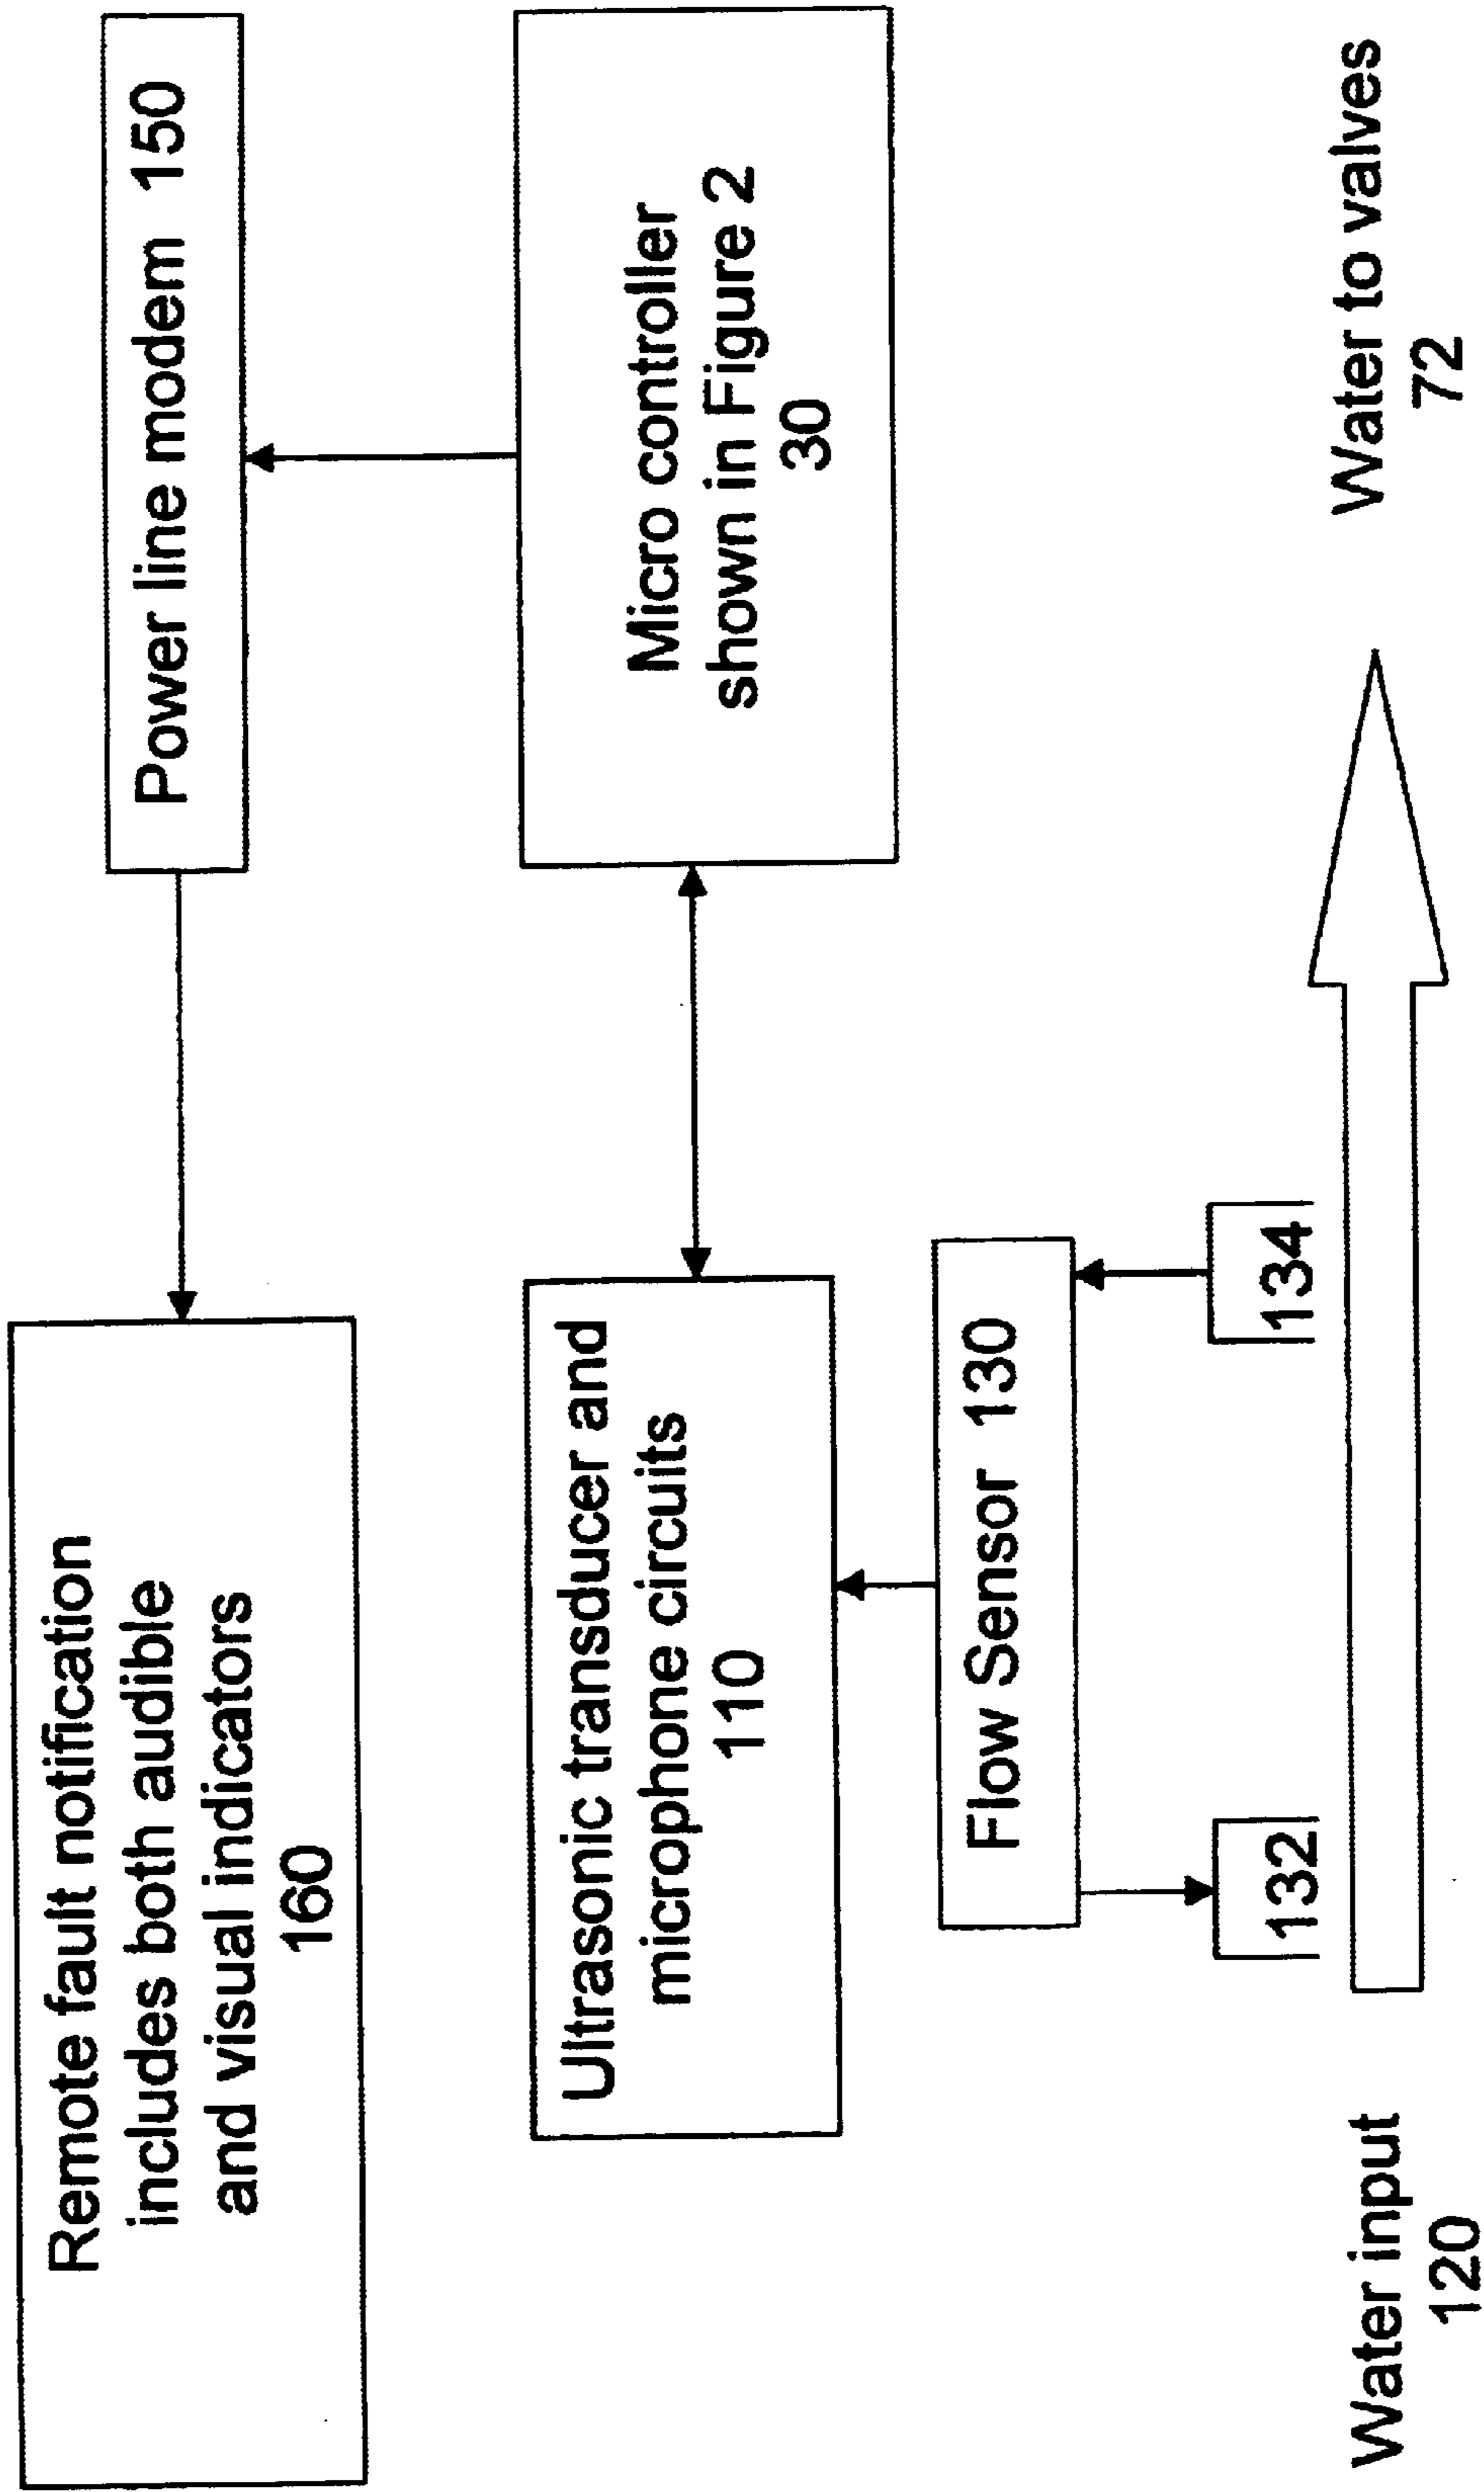 Remote fault notification
includes both audible
and visual indicators
160
Power line modem 150
Ultrasonic transducer and
microphone circuits
110
Micro controller
shown in Figure 2
30
Flow Sensor 130
132
134
Water input
120
Water to valves
72